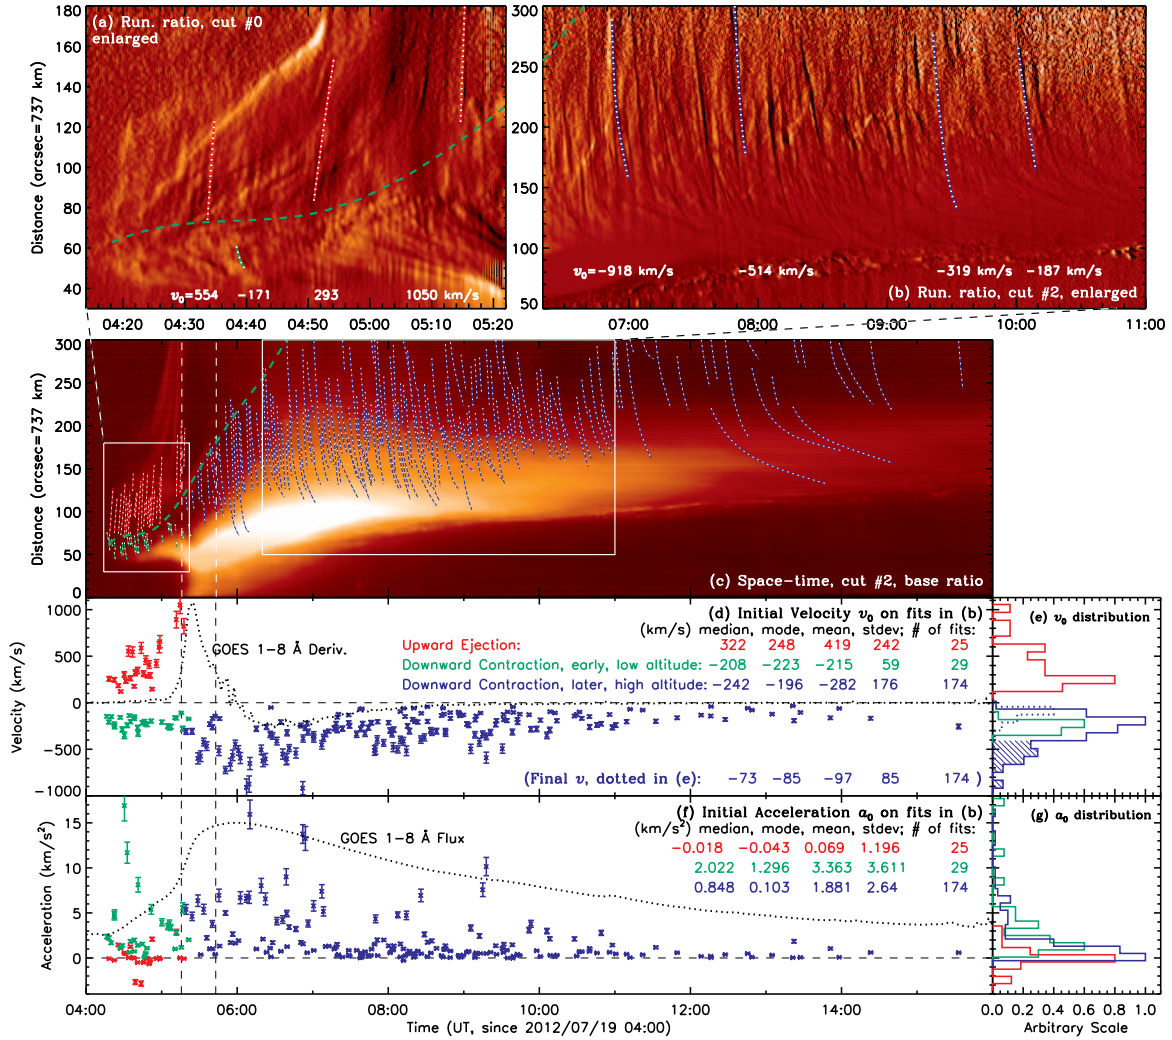 (a) Run. ratio, cut #0
enlarged
Distance (arcsec=737 km)
180
160
140
120
100
80
60
40
v₀=554 −171 293 1050 km/s
04:20 04:30 04:40 04:50 05:00 05:10 05:20
300
250
200
150
100
50
v₀=−918 km/s −514 km/s −319 km/s −187 km/s
(b) Run. ratio, cut #2, enlarged
07:00 08:00 09:00 10:00 11:00
Distance (arcsec=737 km)
300
250
200
150
100
50
0
(c) Space−time, cut #2, base ratio
Velocity (km/s)
1000
500
0
−500
−1000
GOES 1−8 Å Deriv.
(d) Initial Velocity v₀ on fits in (b)
(km/s) median, mode, mean, stdev; # of fits:
Upward Ejection: 322 248 419 242 25
Downward Contraction, early, low altitude: −208 −223 −215 59 29
Downward Contraction, later, high altitude: −242 −196 −282 176 174
(Final v, dotted in (e): −73 −85 −97 85 174 )
(e) v₀ distribution
Acceleration (km/s²)
15
10
5
0
GOES 1−8 Å Flux
(f) Initial Acceleration a₀ on fits in (b)
(km/s²) median, mode, mean, stdev; # of fits:
−0.018 −0.043 0.069 1.196 25
2.022 1.296 3.363 3.611 29
0.848 0.103 1.881 2.64 174
(g) a₀ distribution
04:00 06:00 08:00 10:00 12:00 14:00
Time (UT, since 2012/07/19 04:00)
0.0 0.2 0.4 0.6 0.8 1.0
Arbitrary Scale